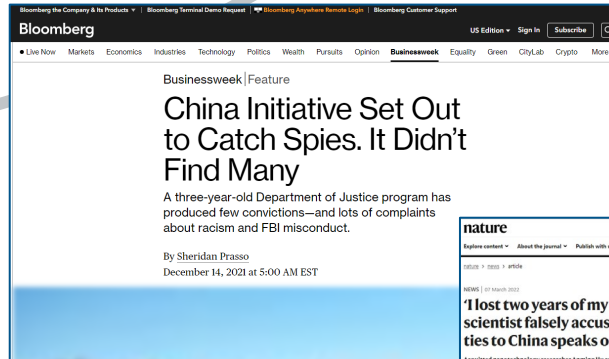 Bloomberg the Company & Its Products ▾ | Bloomberg Terminal Demo Request | Bloomberg Anywhere Remote Login | Bloomberg Customer Support
Bloomberg
US Edition ▾ Sign In Subscribe
• Live Now Markets Economics Industries Technology Politics Wealth Pursuits Opinion Businessweek Equality Green CityLab Crypto More
Businessweek | Feature
China Initiative Set Out
to Catch Spies. It Didn't
Find Many
A three-year-old Department of Justice program has
produced few convictions—and lots of complaints
about racism and FBI misconduct.
By Sheridan Prasso
December 14, 2021 at 5:00 AM EST
nature
Explore content ▾ About the journal ▾ Publish with
nature > news > article
NEWS | 07 March 2022
'I lost two years of my
scientist falsely accus
ties to China speaks o